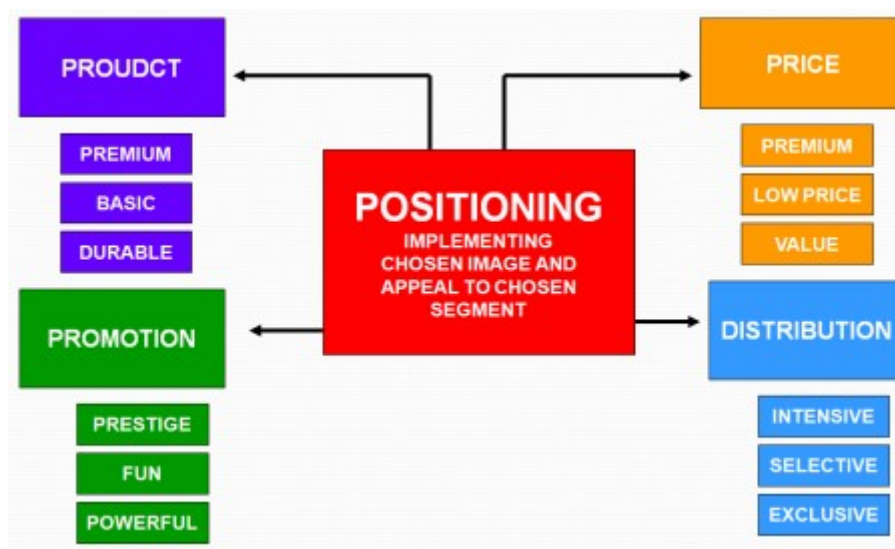 PROUDCT
PREMIUM
BASIC
DURABLE
PROMOTION
PRESTIGE
FUN
POWERFUL
POSITIONING
IMPLEMENTING
CHOSEN IMAGE AND
APPEAL TO CHOSEN
SEGMENT
PRICE
PREMIUM
LOW PRICE
VALUE
DISTRIBUTION
INTENSIVE
SELECTIVE
EXCLUSIVE